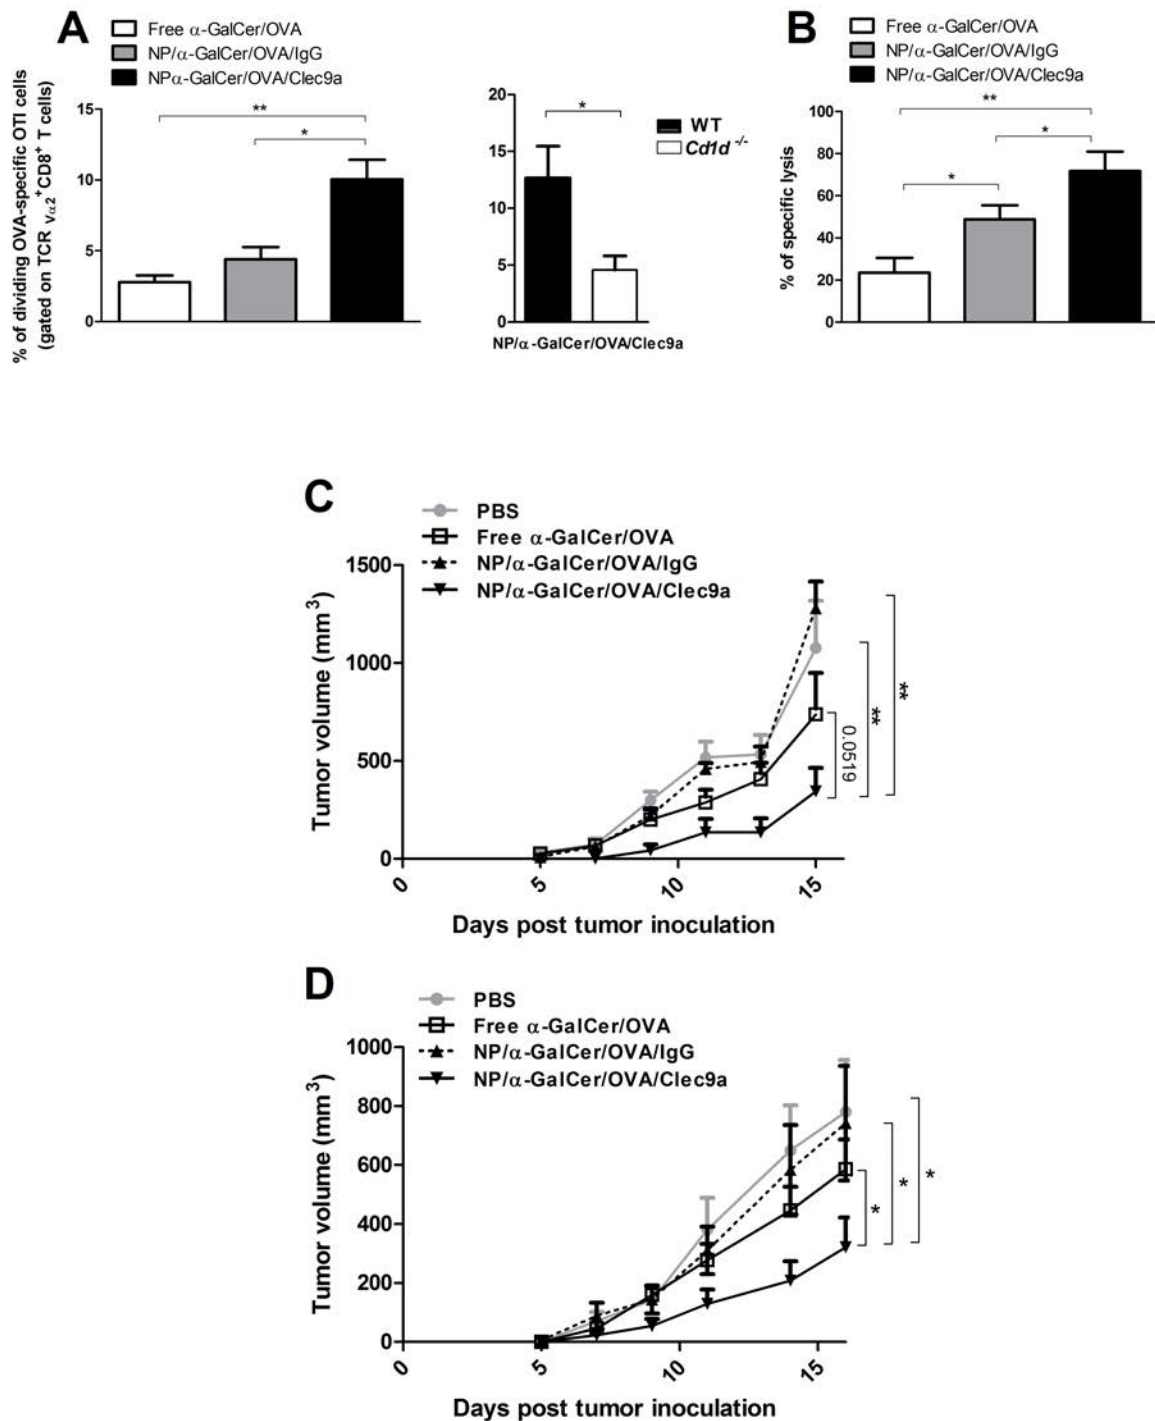 A
Free α-GalCer/OVA
NP/α-GalCer/OVA/IgG
NPα-GalCer/OVA/Clec9a
% of dividing OVA-specific OTI cells
(gated on TCR Vα2+CD8+ T cells)
15
10
5
0
**
*
20
15
10
5
0
*
WT
Cd1d -/-
NP/α-GalCer/OVA/Clec9a
B
Free α-GalCer/OVA
NP/α-GalCer/OVA/IgG
NP/α-GalCer/OVA/Clec9a
% of specific lysis
100
80
60
40
20
0
**
*
*
C
PBS
Free α-GalCer/OVA
NP/α-GalCer/OVA/IgG
NP/α-GalCer/OVA/Clec9a
Tumor volume (mm3)
1500
1000
500
0
0 5 10 15
0.0519
**
**
Days post tumor inoculation
D
PBS
Free α-GalCer/OVA
NP/α-GalCer/OVA/IgG
NP/α-GalCer/OVA/Clec9a
Tumor volume (mm3)
1000
800
600
400
200
0
0 5 10 15
*
*
*
Days post tumor inoculation